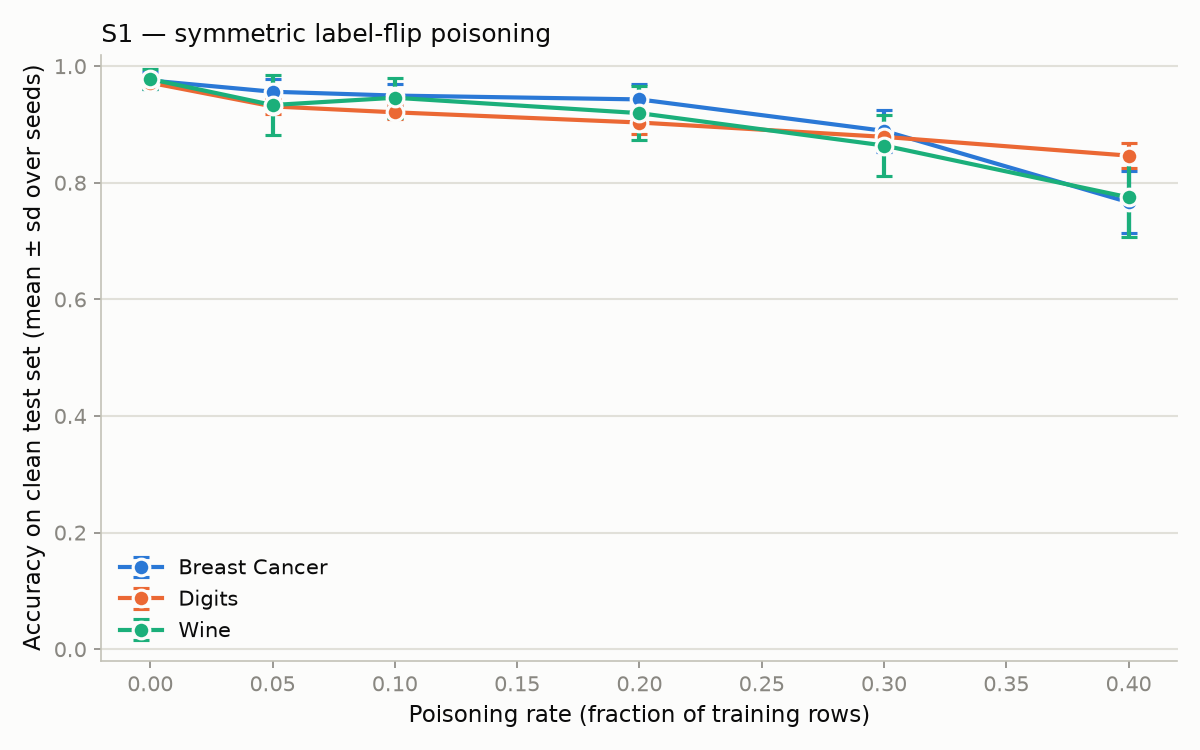 S1 — symmetric label-flip poisoning
Accuracy on clean test set (mean ± sd over seeds)
1.0
0.8
0.6
0.4
0.2
0.0
Breast Cancer
Digits
Wine
0.00 0.05 0.10 0.15 0.20 0.25 0.30 0.35 0.40
Poisoning rate (fraction of training rows)